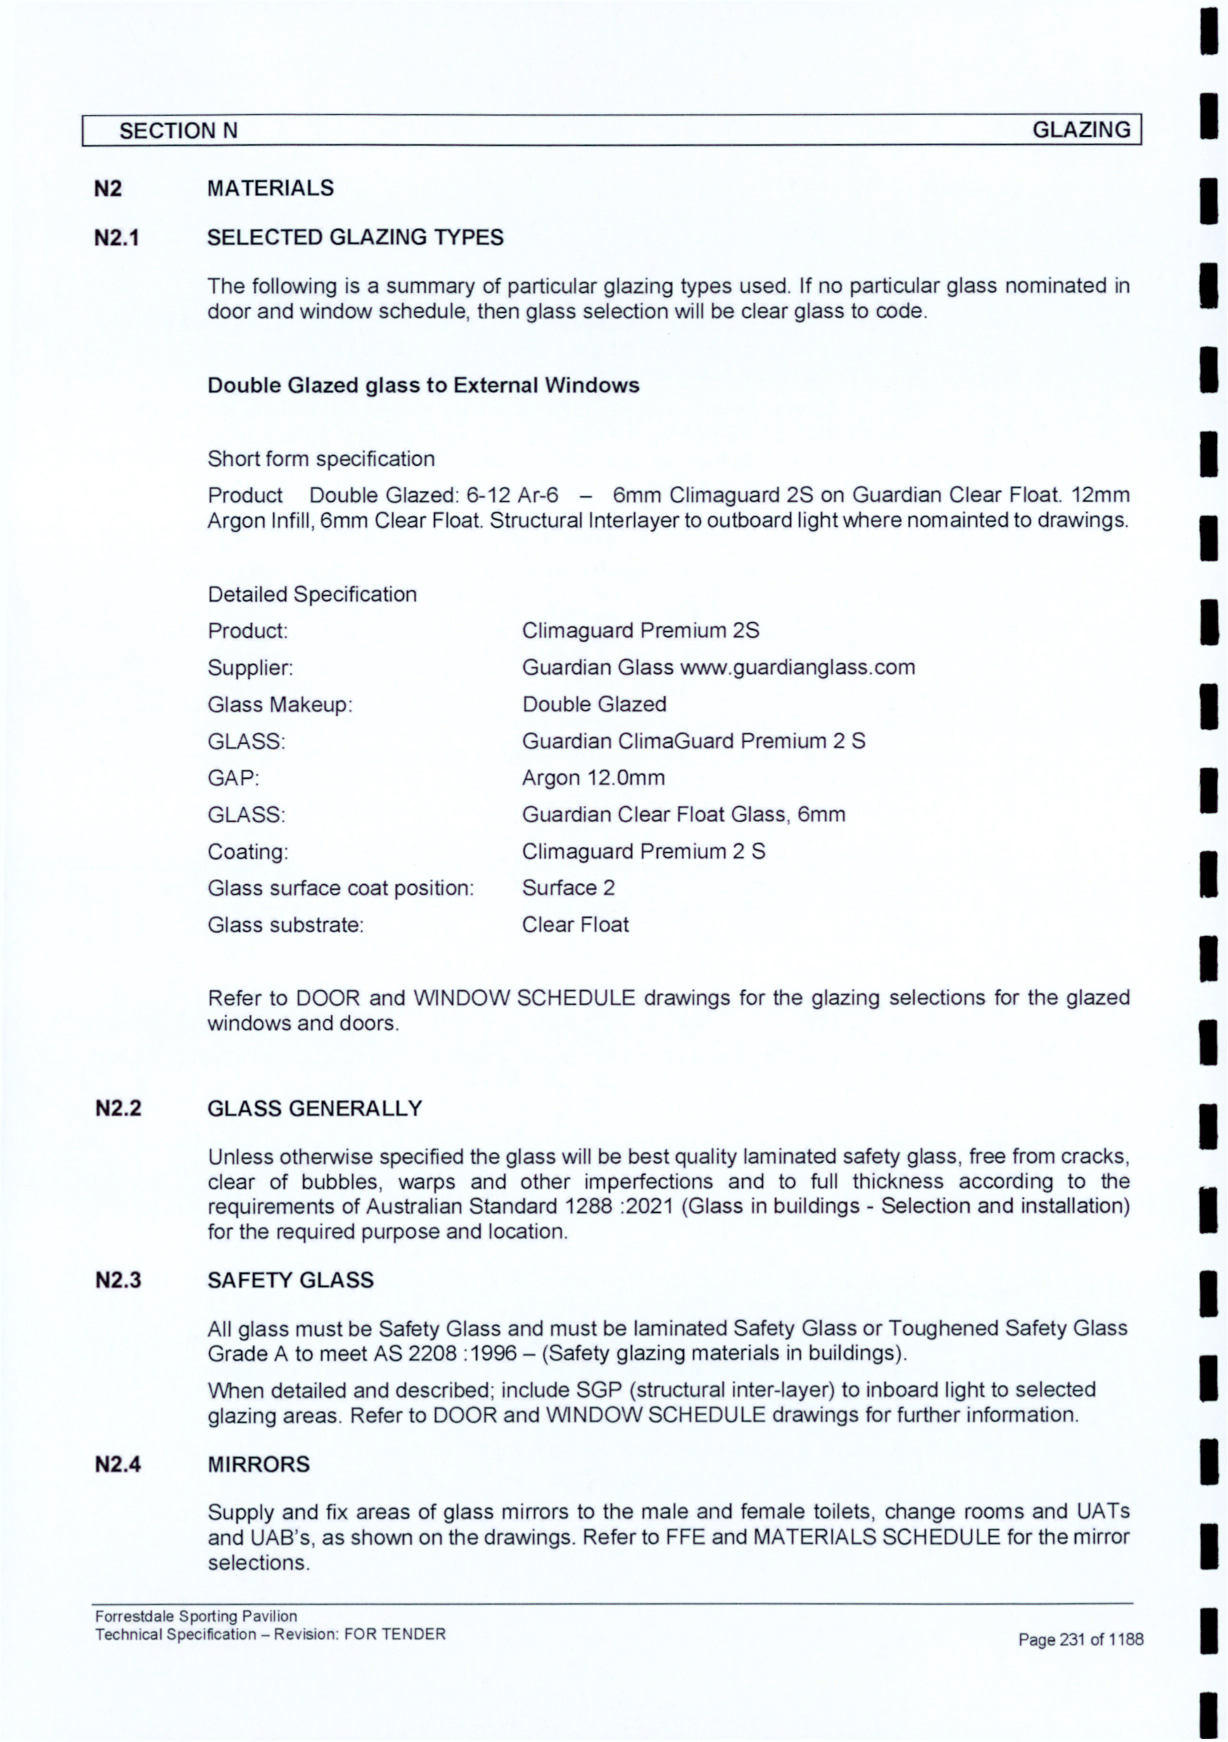 SECTION N GLAZING
N2 MATERIALS
N2.1 SELECTED GLAZING TYPES
The following is a summary of particular glazing types used. If no particular glass nominated in
door and window schedule, then glass selection will be clear glass to code.
Double Glazed glass to External Windows
Short form specification
Product Double Glazed: 6-12 Ar-6 – 6mm Climaguard 2S on Guardian Clear Float. 12mm
Argon Infill, 6mm Clear Float. Structural Interlayer to outboard light where nomainted to drawings.
Detailed Specification
Product: Climaguard Premium 2S
Supplier: Guardian Glass www.guardianglass.com
Glass Makeup: Double Glazed
GLASS: Guardian ClimaGuard Premium 2 S
GAP: Argon 12.0mm
GLASS: Guardian Clear Float Glass, 6mm
Coating: Climaguard Premium 2 S
Glass surface coat position: Surface 2
Glass substrate: Clear Float
Refer to DOOR and WINDOW SCHEDULE drawings for the glazing selections for the glazed
windows and doors.
N2.2 GLASS GENERALLY
Unless otherwise specified the glass will be best quality laminated safety glass, free from cracks,
clear of bubbles, warps and other imperfections and to full thickness according to the
requirements of Australian Standard 1288 :2021 (Glass in buildings - Selection and installation)
for the required purpose and location.
N2.3 SAFETY GLASS
All glass must be Safety Glass and must be laminated Safety Glass or Toughened Safety Glass
Grade A to meet AS 2208 :1996 – (Safety glazing materials in buildings).
When detailed and described; include SGP (structural inter-layer) to inboard light to selected
glazing areas. Refer to DOOR and WINDOW SCHEDULE drawings for further information.
N2.4 MIRRORS
Supply and fix areas of glass mirrors to the male and female toilets, change rooms and UATs
and UAB's, as shown on the drawings. Refer to FFE and MATERIALS SCHEDULE for the mirror
selections.
Forrestdale Sporting Pavilion
Technical Specification – Revision: FOR TENDER
Page 231 of 1188